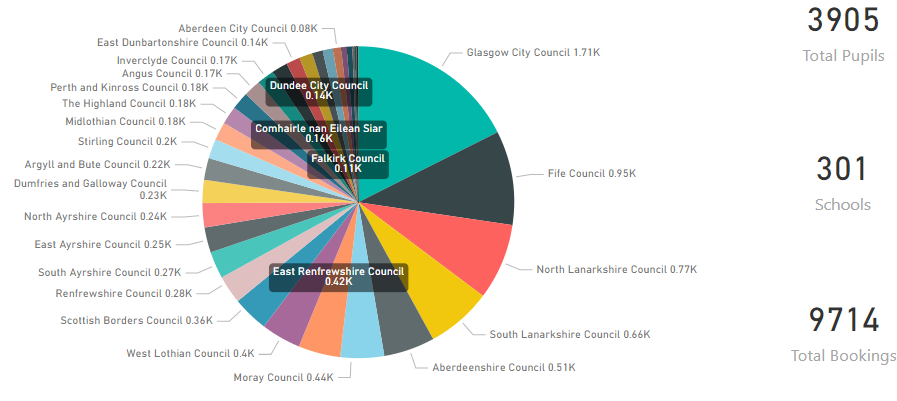 Aberdeen City Council 0.08K
East Dunbartonshire Council 0.14K
Inverclyde Council 0.17K
Angus Council 0.17K
Perth and Kinross Council 0.18K
The Highland Council 0.18K
Midlothian Council 0.18K
Stirling Council 0.2K
Argyll and Bute Council 0.22K
Dumfries and Galloway Council
0.23K
North Ayrshire Council 0.24K
East Ayrshire Council 0.25K
South Ayrshire Council 0.27K
Renfrewshire Council 0.28K
Scottish Borders Council 0.36K
West Lothian Council 0.4K
Moray Council 0.44K
Dundee City Council
0.14K
Comhairle nan Eilean Siar
0.16K
Falkirk Council
0.11K
East Renfrewshire Council
0.42K
Glasgow City Council 1.71K
Fife Council 0.95K
North Lanarkshire Council 0.77K
South Lanarkshire Council 0.66K
Aberdeenshire Council 0.51K
3905
Total Pupils
301
Schools
9714
Total Bookings